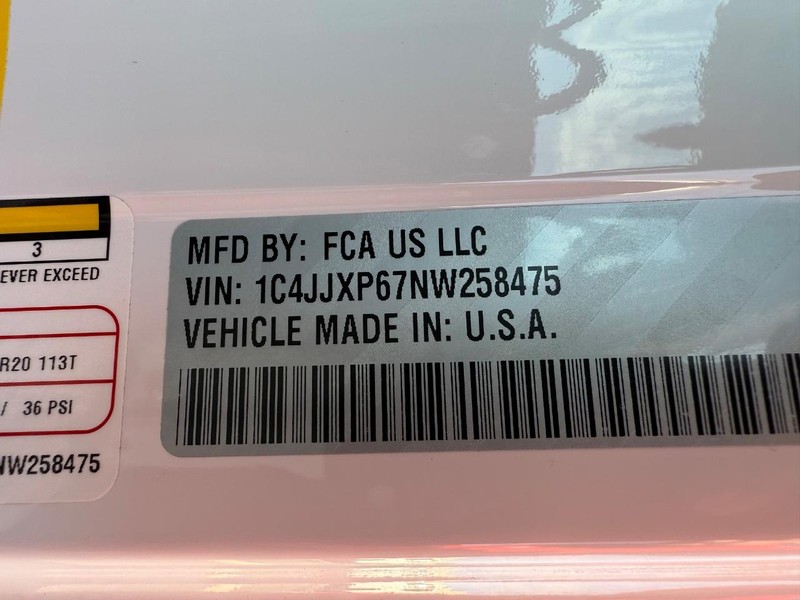 3
EVER EXCEED
R20 113T
/ 36 PSI
NW258475
MFD BY: FCA US LLC
VIN: 1C4JJXP67NW258475
VEHICLE MADE IN: U.S.A.